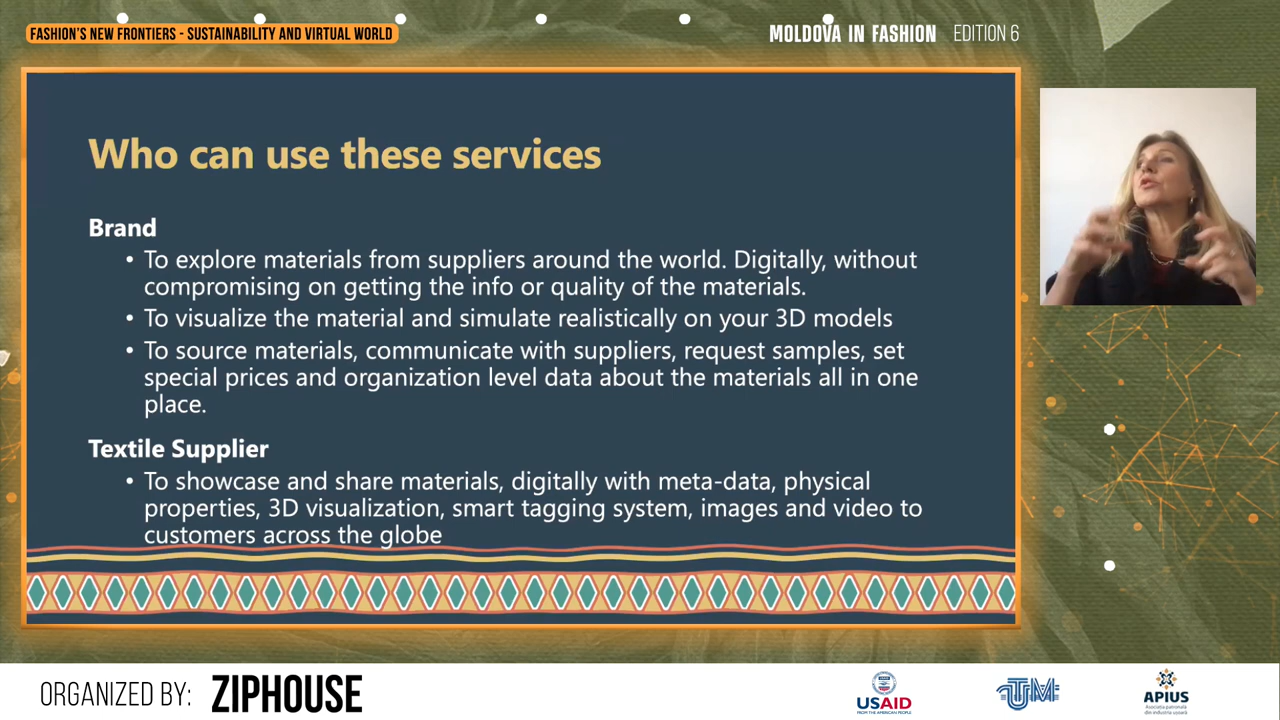 FASHION'S NEW FRONTIERS - SUSTAINABILITY AND VIRTUAL WORLD
MOLDOVA IN FASHION EDITION 6
Who can use these services
Brand
• To explore materials from suppliers around the world. Digitally, without
compromising on getting the info or quality of the materials.
• To visualize the material and simulate realistically on your 3D models
• To source materials, communicate with suppliers, request samples, set
special prices and organization level data about the materials all in one
place.
Textile Supplier
• To showcase and share materials, digitally with meta-data, physical
properties, 3D visualization, smart tagging system, images and video to
customers across the globe
ORGANIZED BY: ZIPHOUSE
USAID
FROM THE AMERICAN PEOPLE
UTM
APIUS
Asociația patronală
din industria ușoară